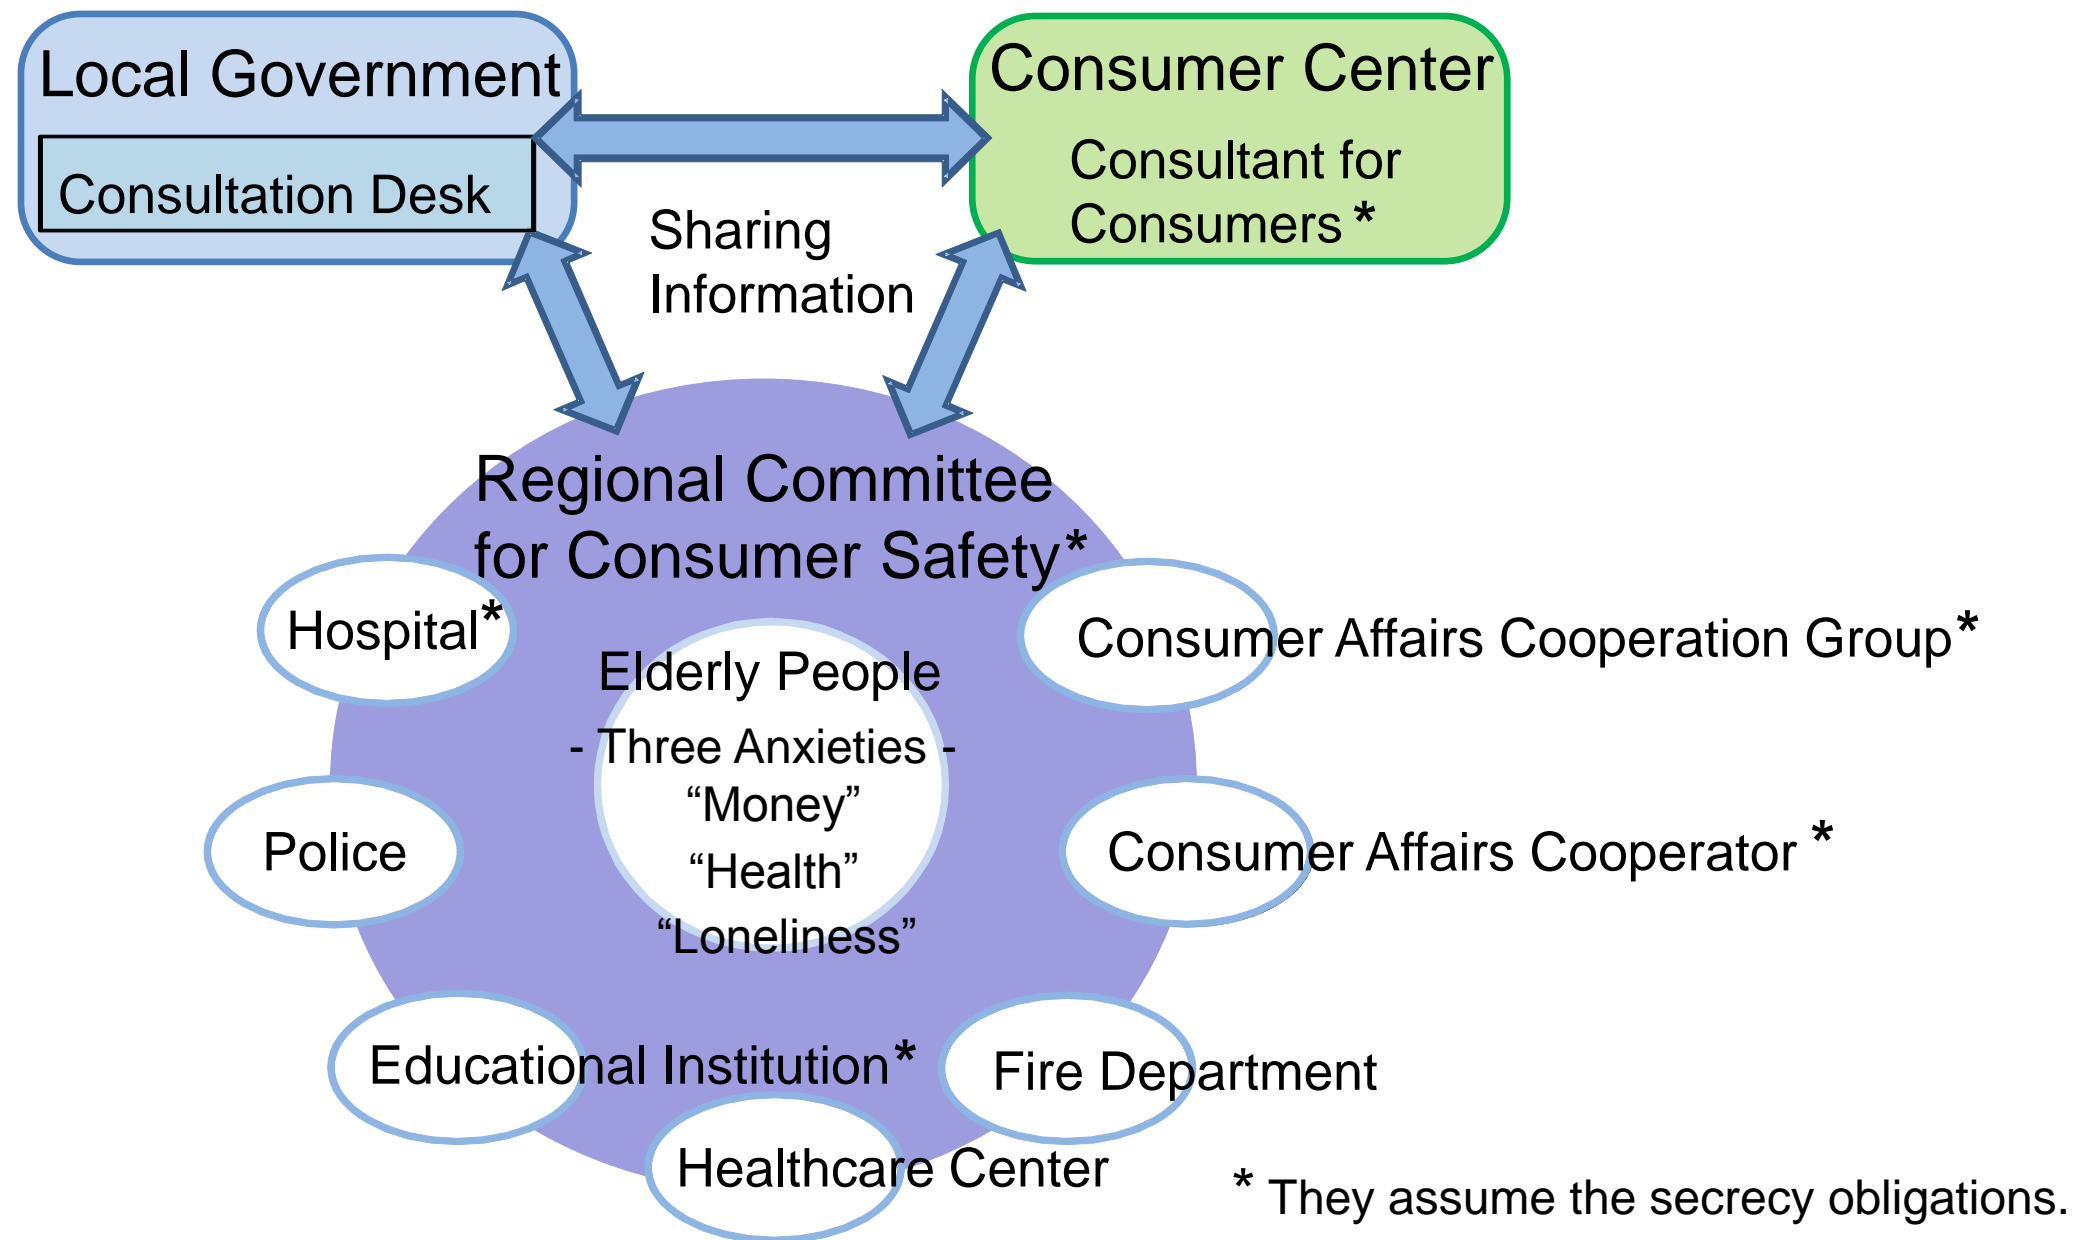 Local Government
Consultation Desk
Consumer Center
Consultant for
Consumers *
Sharing
Information
Regional Committee
for Consumer Safety*
Hospital*
Consumer Affairs Cooperation Group*
Elderly People
- Three Anxieties -
“Money”
“Health”
“Loneliness”
Police
Consumer Affairs Cooperator *
Educational Institution*
Fire Department
Healthcare Center
* They assume the secrecy obligations.